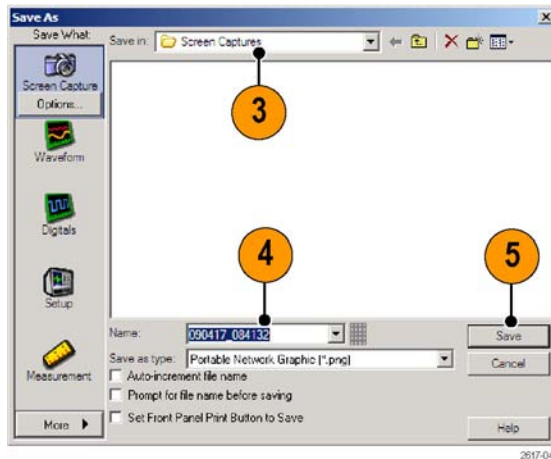 Save As
Save What:
Save in: Screen Captures
Screen Capture
Options...
3
Waveform
Digitals
4
5
Setup
Name: 090417_084132
Save
Save as type: Portable Network Graphic (*.png)
Cancel
Measurement
Auto-increment file name
Prompt for file name before saving
More
Set Front Panel Print Button to Save
Help